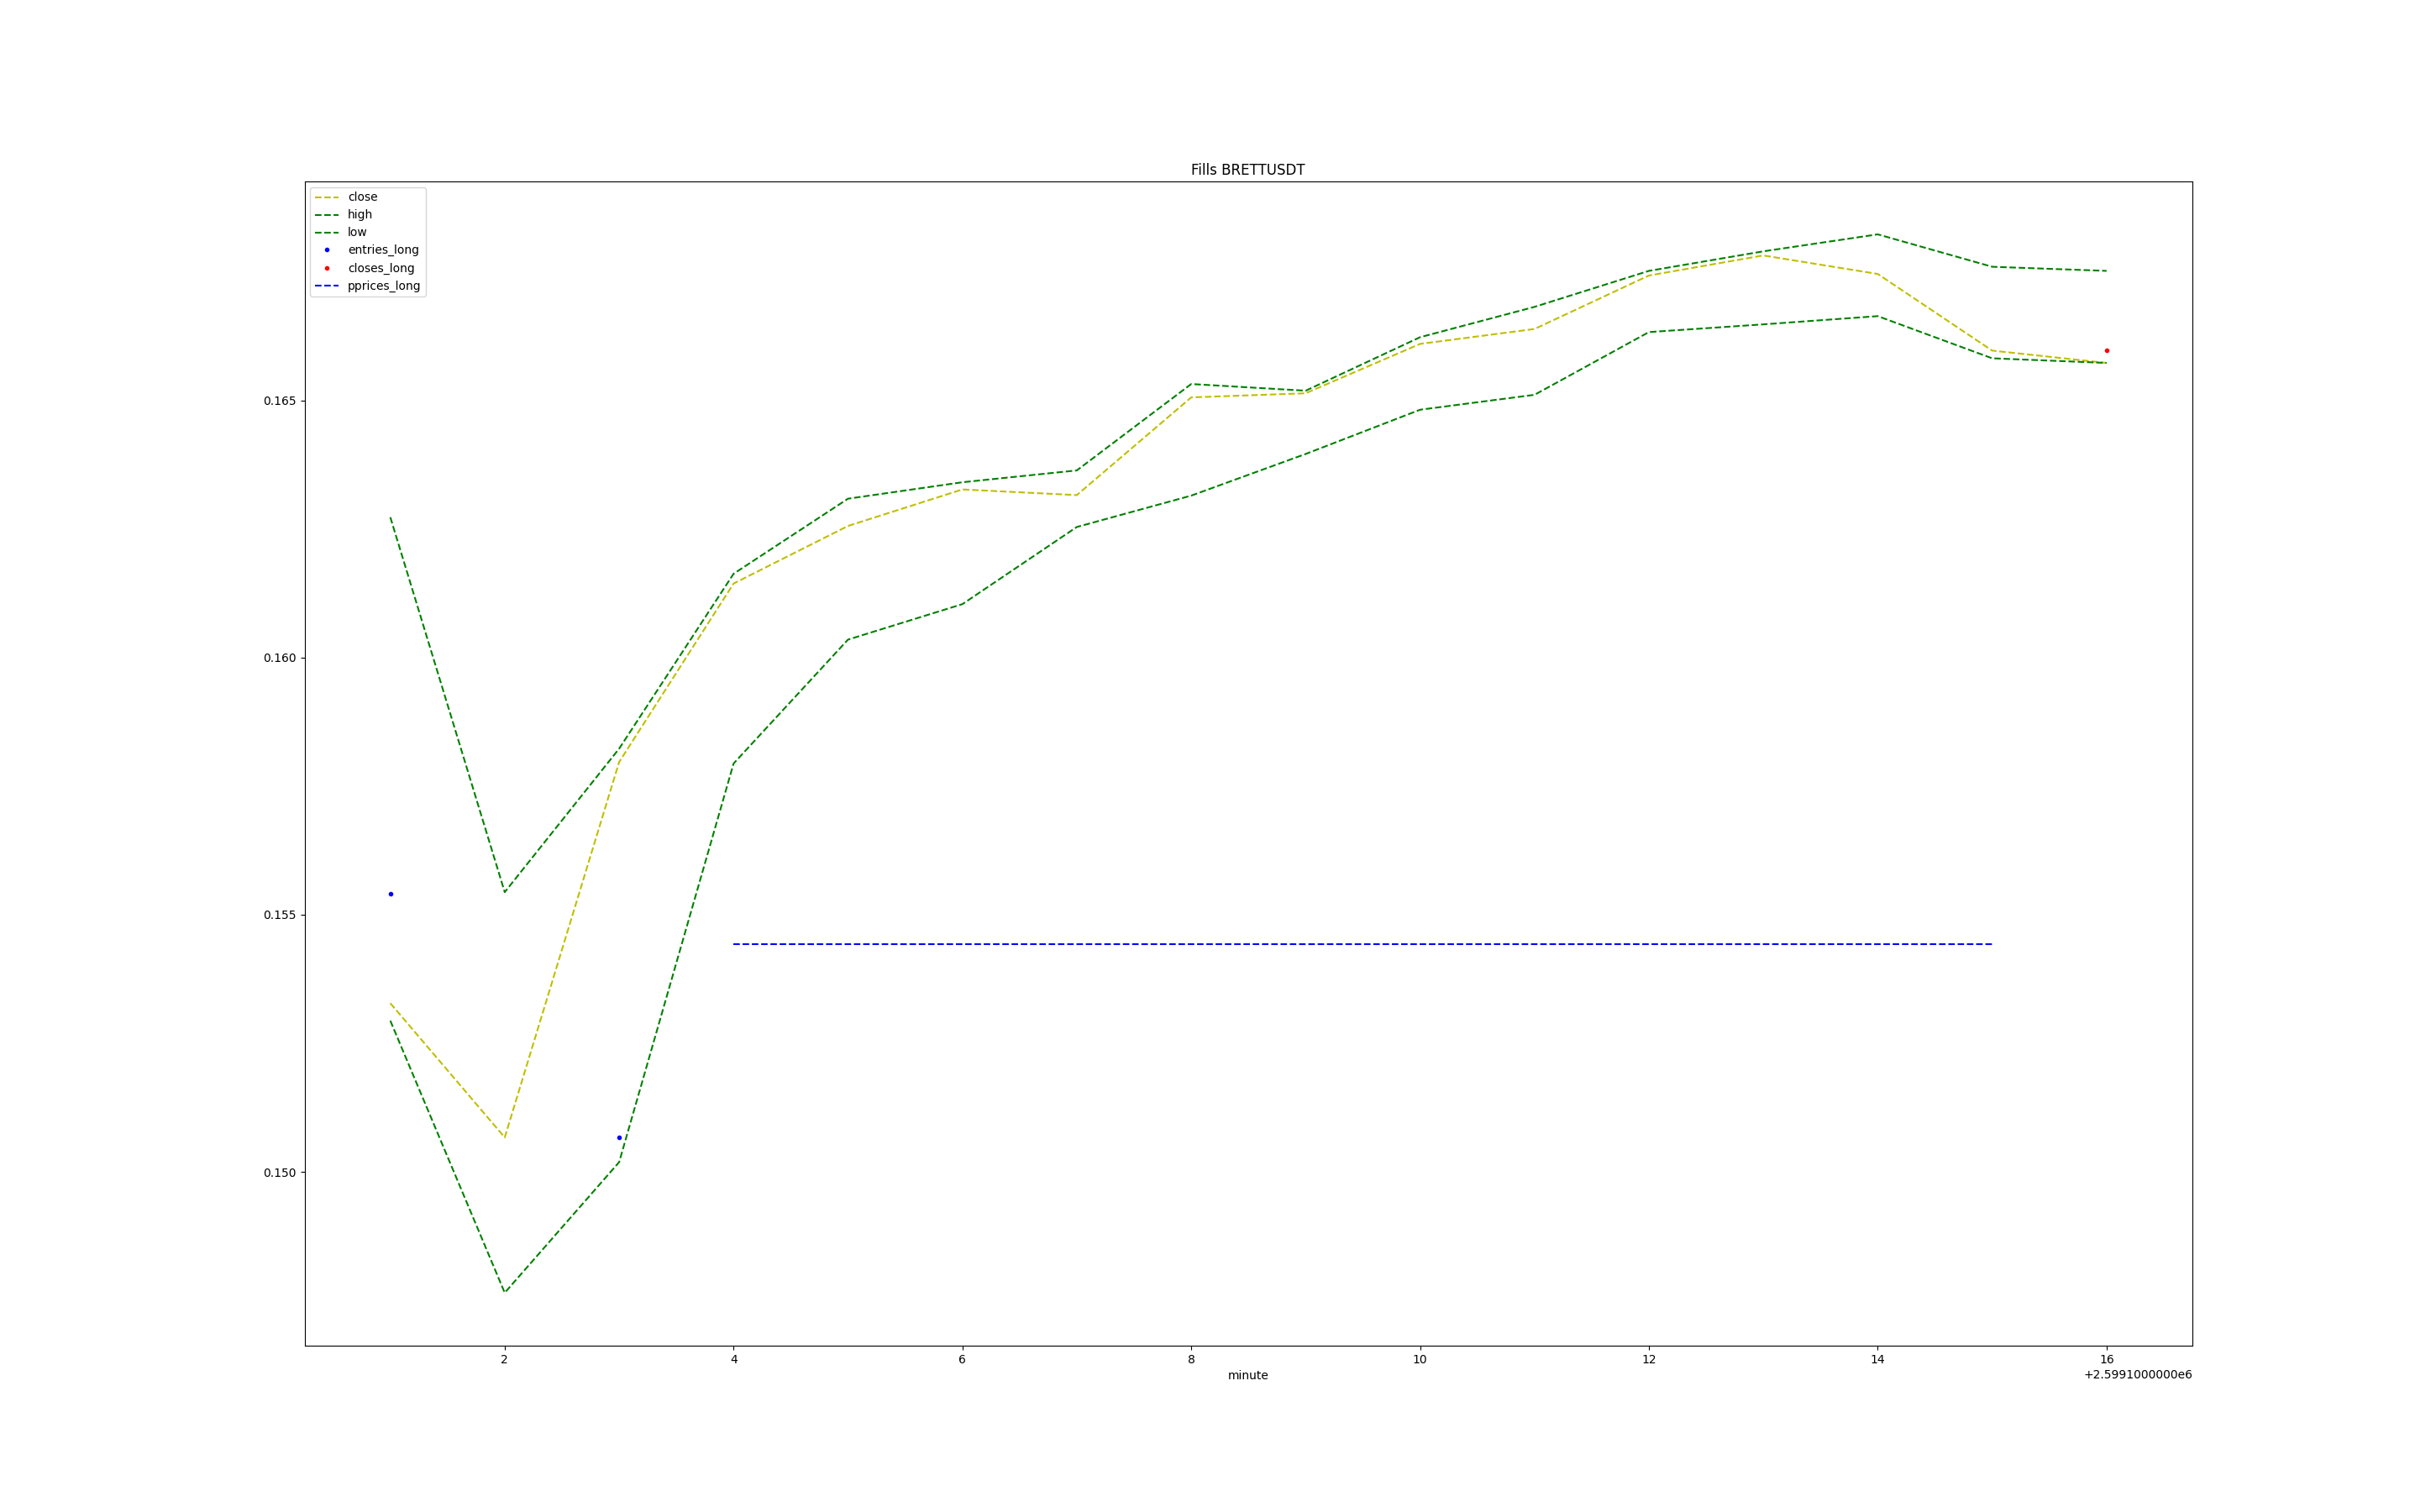 Fills BRETTUSDT
close
high
low
entries_long
closes_long
pprices_long
0.165
0.160
0.155
0.150
2 4 6 8 10 12 14 16
minute
+2.5991000000e6